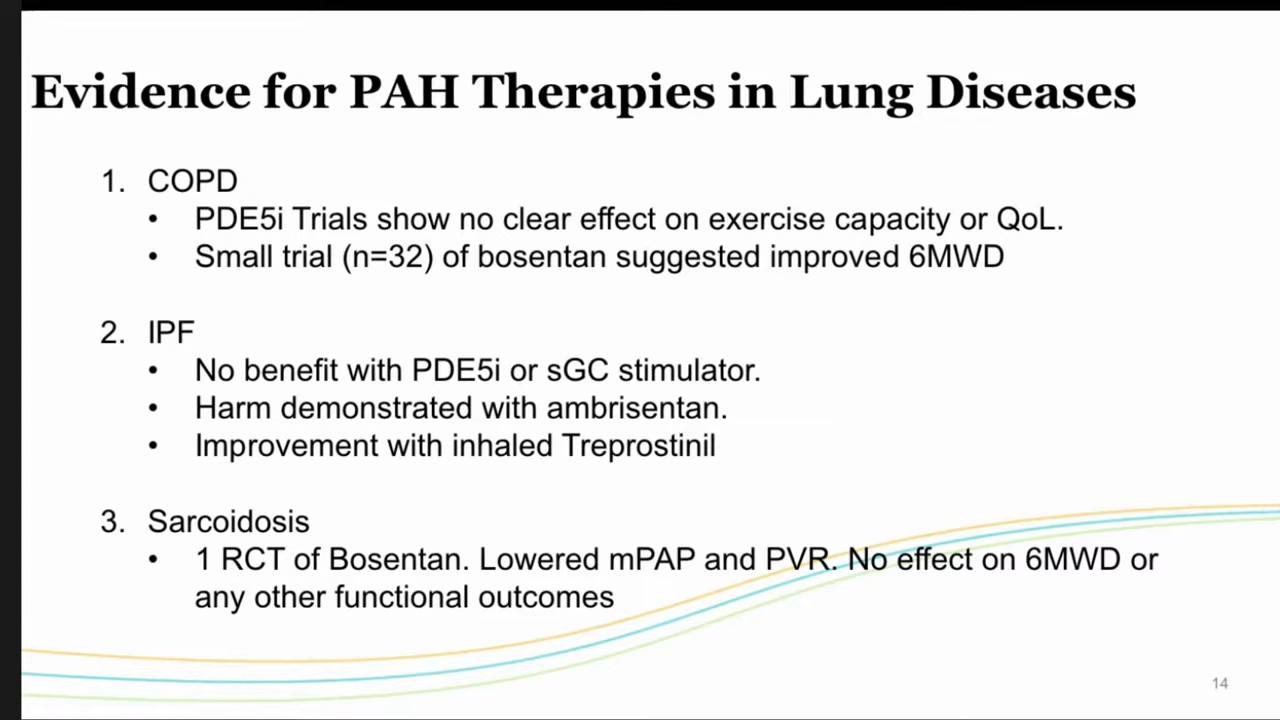 Evidence for PAH Therapies in Lung Diseases
1. COPD
• PDE5i Trials show no clear effect on exercise capacity or QoL.
• Small trial (n=32) of bosentan suggested improved 6MWD
2. IPF
• No benefit with PDE5i or sGC stimulator.
• Harm demonstrated with ambrisentan.
• Improvement with inhaled Treprostinil
3. Sarcoidosis
• 1 RCT of Bosentan. Lowered mPAP and PVR. No effect on 6MWD or
any other functional outcomes
14